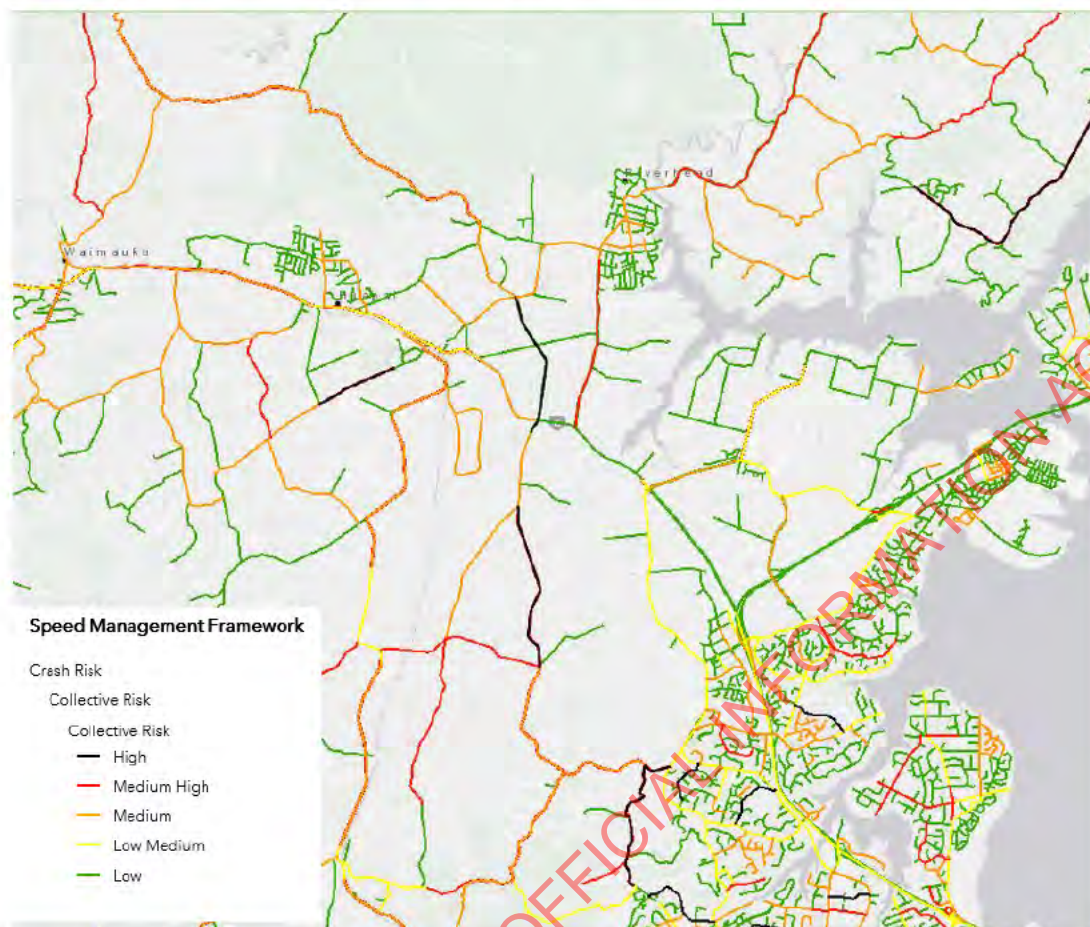 Riverhead
Waimauku
Speed Management Framework
Crash Risk
Collective Risk
Collective Risk
High
Medium High
Medium
Low Medium
Low
OFFICIAL INFORMATION AC